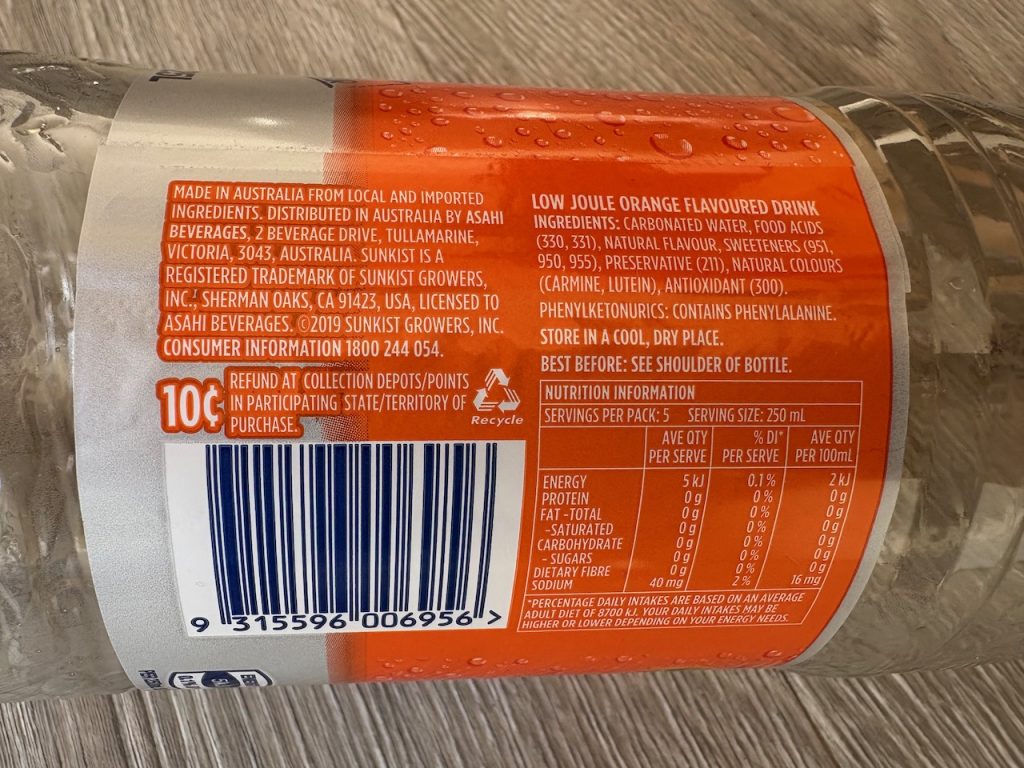 MADE IN AUSTRALIA FROM LOCAL AND IMPORTED
INGREDIENTS. DISTRIBUTED IN AUSTRALIA BY ASAHI
BEVERAGES, 2 BEVERAGE DRIVE, TULLAMARINE,
VICTORIA, 3043, AUSTRALIA. SUNKIST IS A
REGISTERED TRADEMARK OF SUNKIST GROWERS,
INC., SHERMAN OAKS, CA 91423, USA, LICENSED TO
ASAHI BEVERAGES. ©2019 SUNKIST GROWERS, INC.
CONSUMER INFORMATION 1800 244 054.
10¢
REFUND AT COLLECTION DEPOTS/POINTS
IN PARTICIPATING STATE/TERRITORY OF
PURCHASE.
Recycle
9 315596 006956 >
LOW JOULE ORANGE FLAVOURED DRINK
INGREDIENTS: CARBONATED WATER, FOOD ACIDS
(330, 331), NATURAL FLAVOUR, SWEETENERS (951,
950, 955), PRESERVATIVE (211), NATURAL COLOURS
(CARMINE, LUTEIN), ANTIOXIDANT (300).
PHENYLKETONURICS: CONTAINS PHENYLALANINE.
STORE IN A COOL, DRY PLACE.
BEST BEFORE: SEE SHOULDER OF BOTTLE.
NUTRITION INFORMATION
SERVINGS PER PACK: 5 SERVING SIZE: 250 mL
AVE QTY PER SERVE % DI* PER SERVE AVE QTY PER 100mL
ENERGY 5 kJ 0.1% 2 kJ
PROTEIN 0 g 0% 0 g
FAT -TOTAL 0 g 0% 0 g
-SATURATED 0 g 0% 0 g
CARBOHYDRATE 0 g 0% 0 g
- SUGARS 0 g 0% 0 g
DIETARY FIBRE 0 g 0% 0 g
SODIUM 40 mg 2% 16 mg
*PERCENTAGE DAILY INTAKES ARE BASED ON AN AVERAGE
ADULT DIET OF 8700 kJ. YOUR DAILY INTAKES MAY BE
HIGHER OR LOWER DEPENDING ON YOUR ENERGY NEEDS.